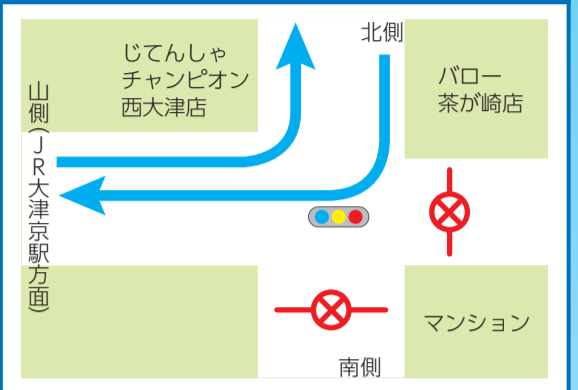 北側
じてんしゃ
チャンピオン
西大津店
バロー
茶が崎店
山側(JR大津京駅方面)
マンション
南側